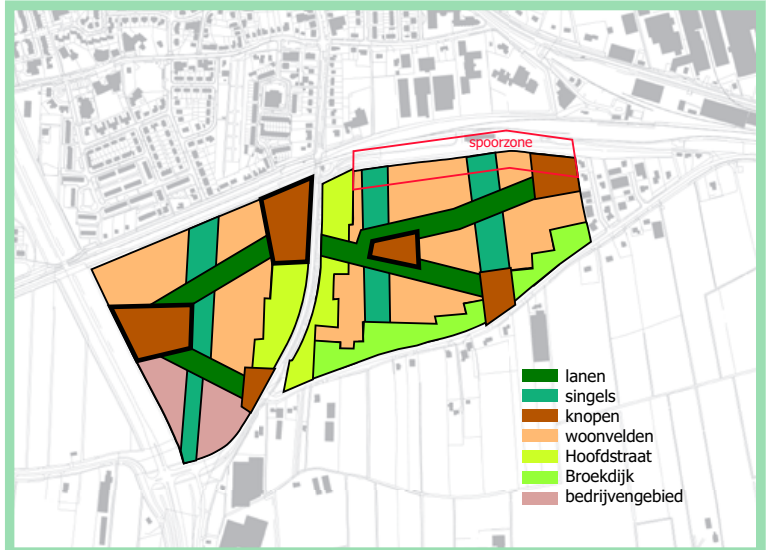 spoorzone
lanen
singels
knopen
woonvelden
Hoofdstraat
Broekdijk
bedrijvengebied